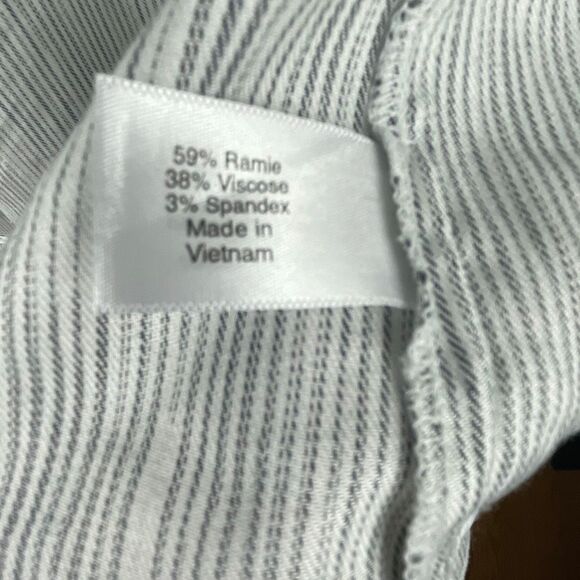 59% Ramie
38% Viscose
3% Spandex
Made in
Vietnam